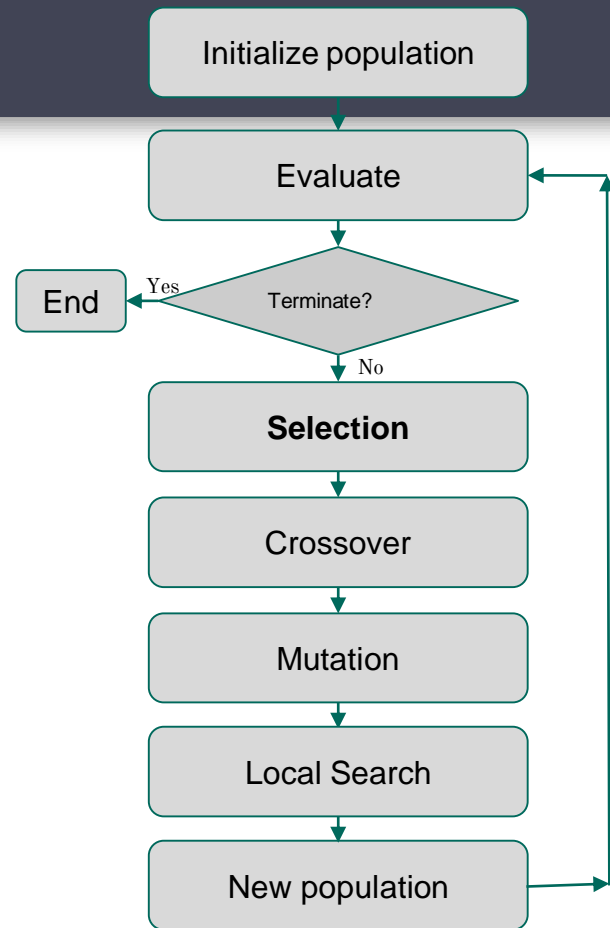 Initialize population
Evaluate
Terminate?
Yes
End
No
Selection
Crossover
Mutation
Local Search
New population